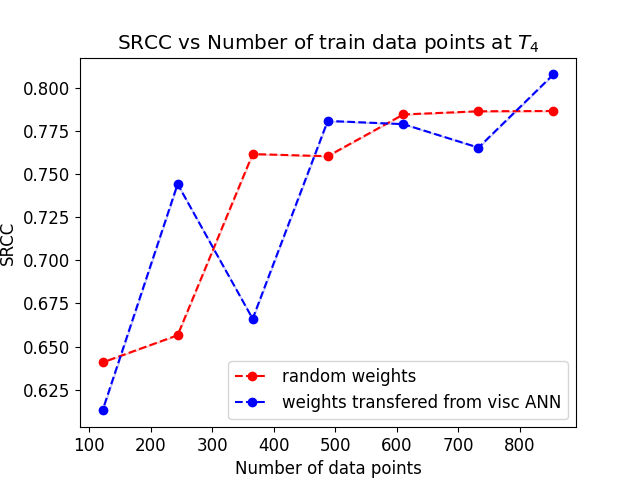 SRCC vs Number of train data points at T₄
0.800
0.775
0.750
0.725
0.700
0.675
0.650
0.625
SRCC
random weights
weights transfered from visc ANN
100 200 300 400 500 600 700 800
Number of data points